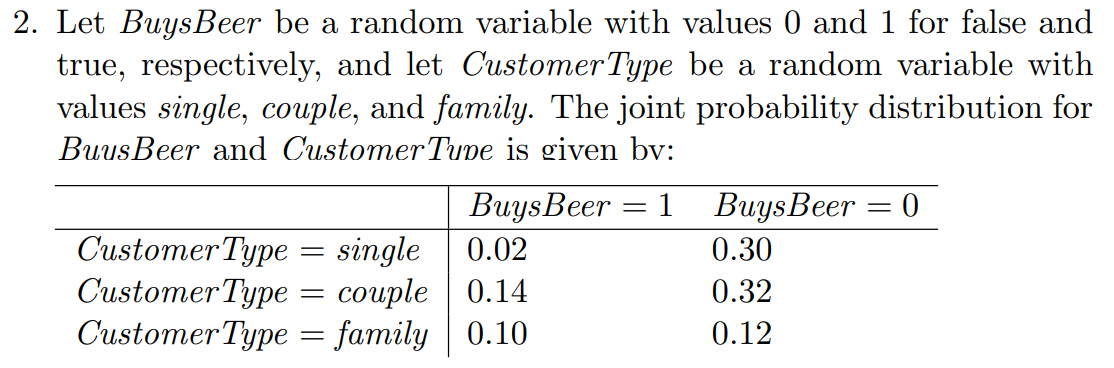 2. Let BuysBeer be a random variable with values 0 and 1 for false and
true, respectively, and let CustomerType be a random variable with
values single, couple, and family. The joint probability distribution for
BuysBeer and CustomerType is given by:
BuysBeer = 1 BuysBeer = 0
CustomerType = single 0.02 0.30
CustomerType = couple 0.14 0.32
CustomerType = family 0.10 0.12